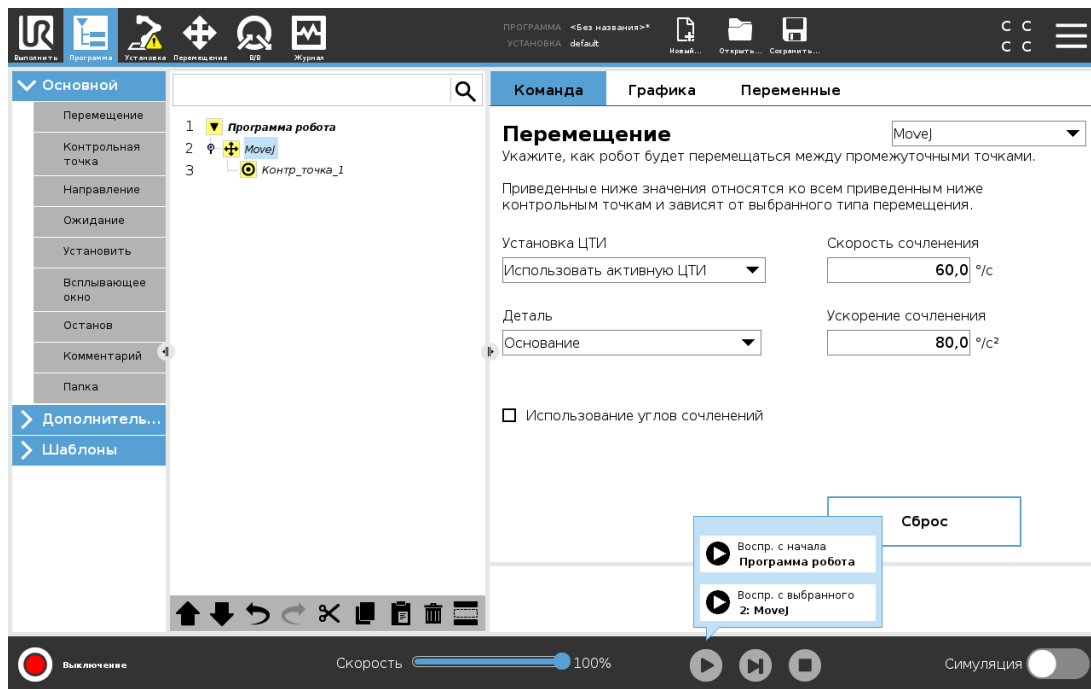 UR
Выполнить
Программа
Установка
Перемещение
В/В
Журнал
ПРОГРАММА <Без названия>*
УСТАНОВКА default
Новый...
Открыть...
Сохранить...
C C
C C
Основной
Перемещение
Контрольная
точка
Направление
Ожидание
Установить
Всплывающее
окно
Останов
Комментарий
Папка
Дополнитель...
Шаблоны
1 Программа робота
2 MoveJ
3 Контр_точка_1
Команда
Графика
Переменные
Перемещение
MoveJ
Укажите, как робот будет перемещаться между промежуточными точками.
Приведенные ниже значения относятся ко всем приведенным ниже
контрольным точкам и зависят от выбранного типа перемещения.
Установка ЦТИ
Скорость сочленения
Использовать активную ЦТИ
60,0 °/с
Деталь
Ускорение сочленения
Основание
80,0 °/с²
Использование углов сочленений
Сброс
Воспр. с начала
Программа робота
Воспр. с выбранного
2: MoveJ
Выключение
Скорость
100%
Симуляция